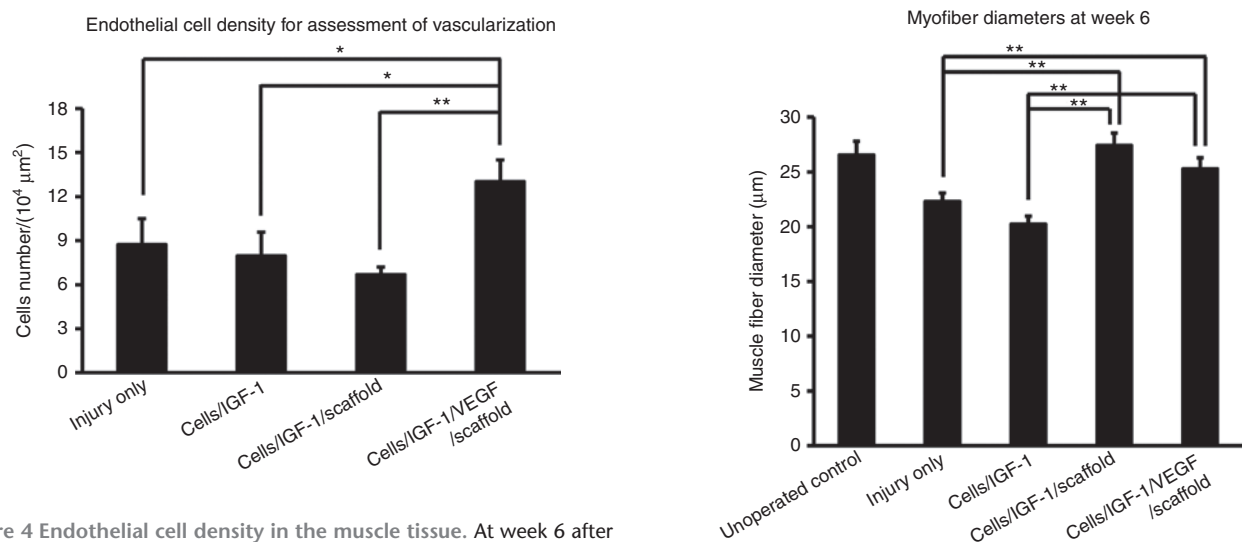 Endothelial cell density for assessment of vascularization
*
*
**
18
15
12
9
6
3
0
Cells number/(10⁴ μm²)
Injury only
Cells/IGF-1
Cells/IGF-1/scaffold
Cells/IGF-1/VEGF
/scaffold
re 4 Endothelial cell density in the muscle tissue. At week 6 after
Myofiber diameters at week 6
**
**
**
**
30
25
20
15
10
5
0
Muscle fiber diameter (μm)
Unoperated control
Injury only
Cells/IGF-1
Cells/IGF-1/scaffold
Cells/IGF-1/VEGF
/scaffold